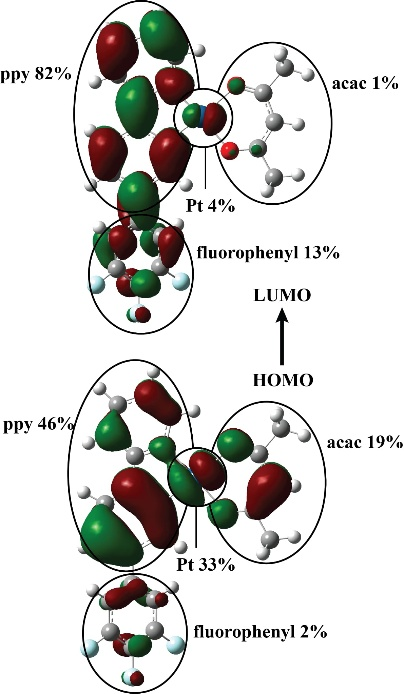 ppy 82%
acac 1%
Pt 4%
fluorophenyl 13%
LUMO
HOMO
ppy 46%
acac 19%
Pt 33%
fluorophenyl 2%